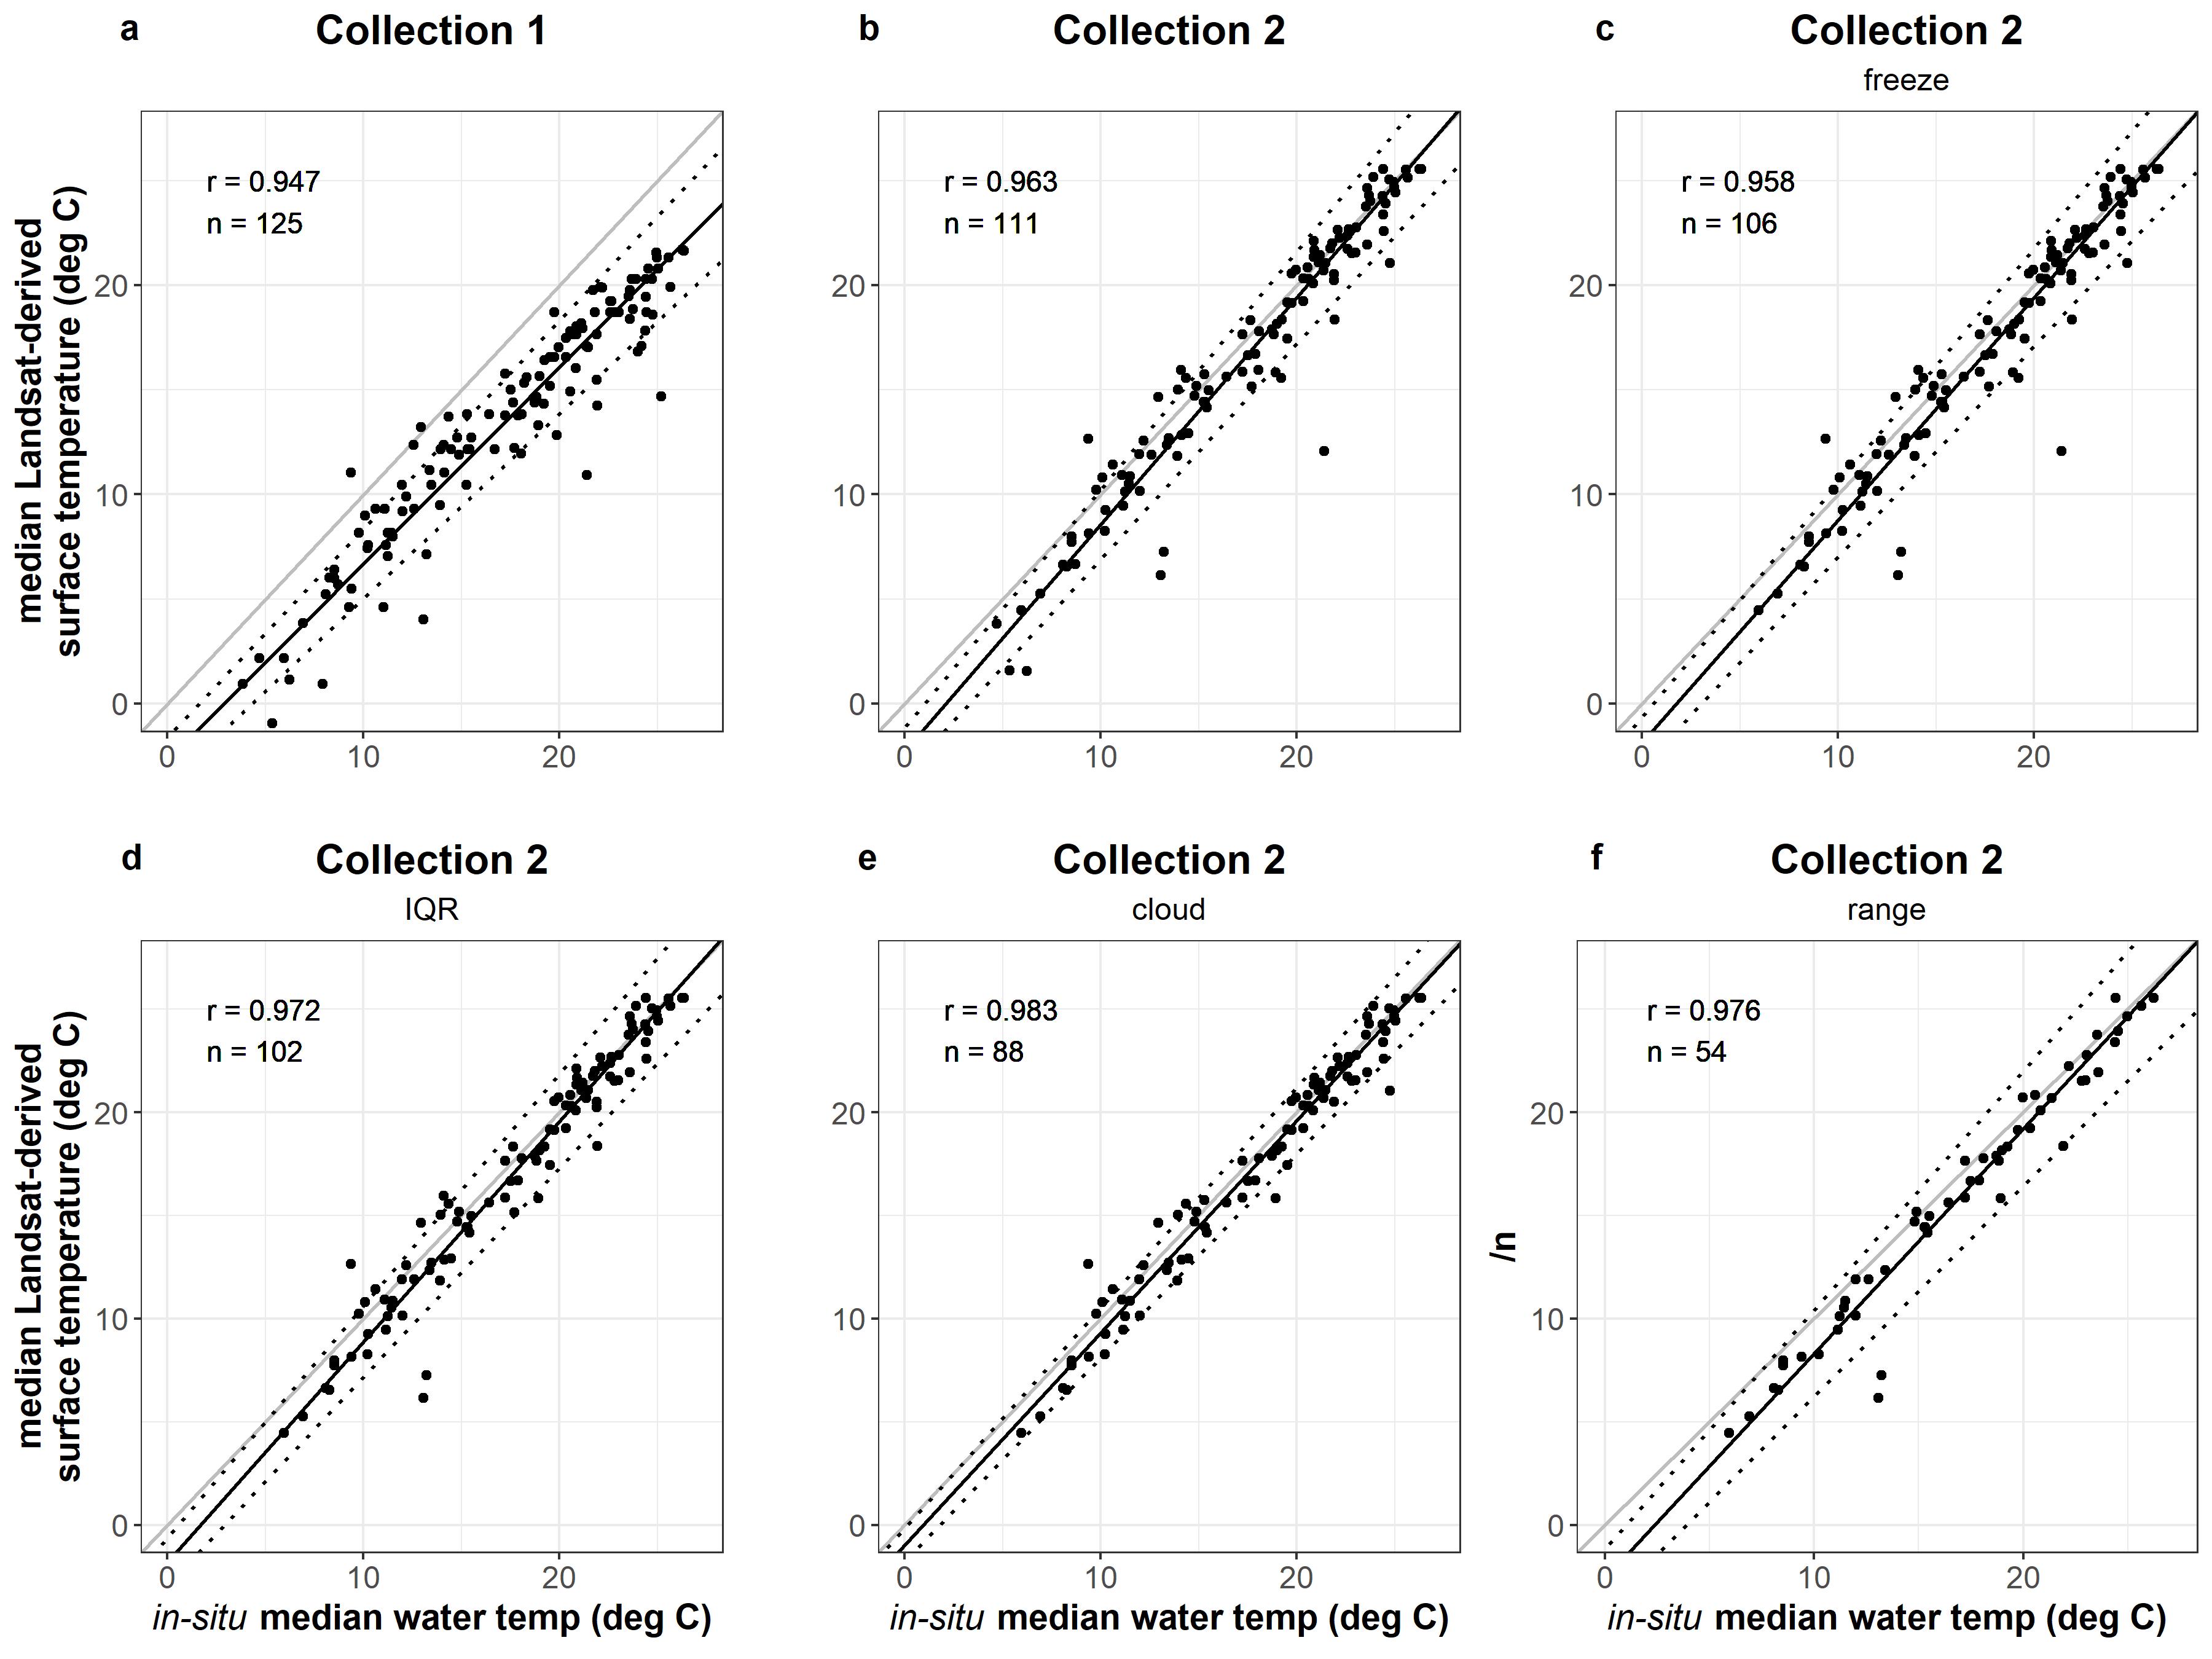 a Collection 1
r = 0.947
n = 125
median Landsat-derived
surface temperature (deg C)
20
10
0
0 10 20
b Collection 2
r = 0.963
n = 111
20
10
0
0 10 20
c Collection 2
freeze
r = 0.958
n = 106
20
10
0
0 10 20
d Collection 2
IQR
r = 0.972
n = 102
median Landsat-derived
surface temperature (deg C)
20
10
0
0 10 20
in-situ median water temp (deg C)
e Collection 2
cloud
r = 0.983
n = 88
20
10
0
0 10 20
in-situ median water temp (deg C)
f Collection 2
range
r = 0.976
n = 54
/n
20
10
0
0 10 20
in-situ median water temp (deg C)